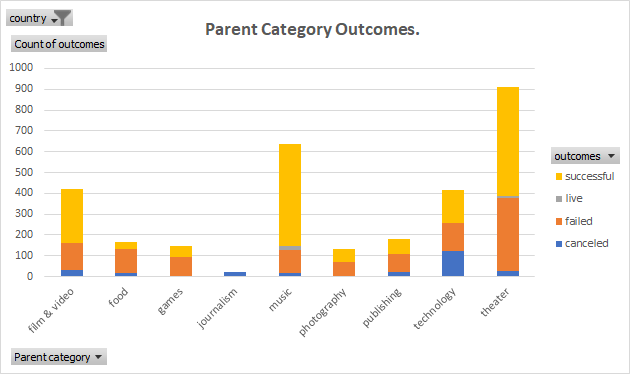 country
Parent Category Outcomes.
Count of outcomes
1000
900
800
700
600
500
400
300
200
100
0
film & video
food
games
journalism
music
photography
publishing
technology
theater
outcomes
successful
live
failed
canceled
Parent category